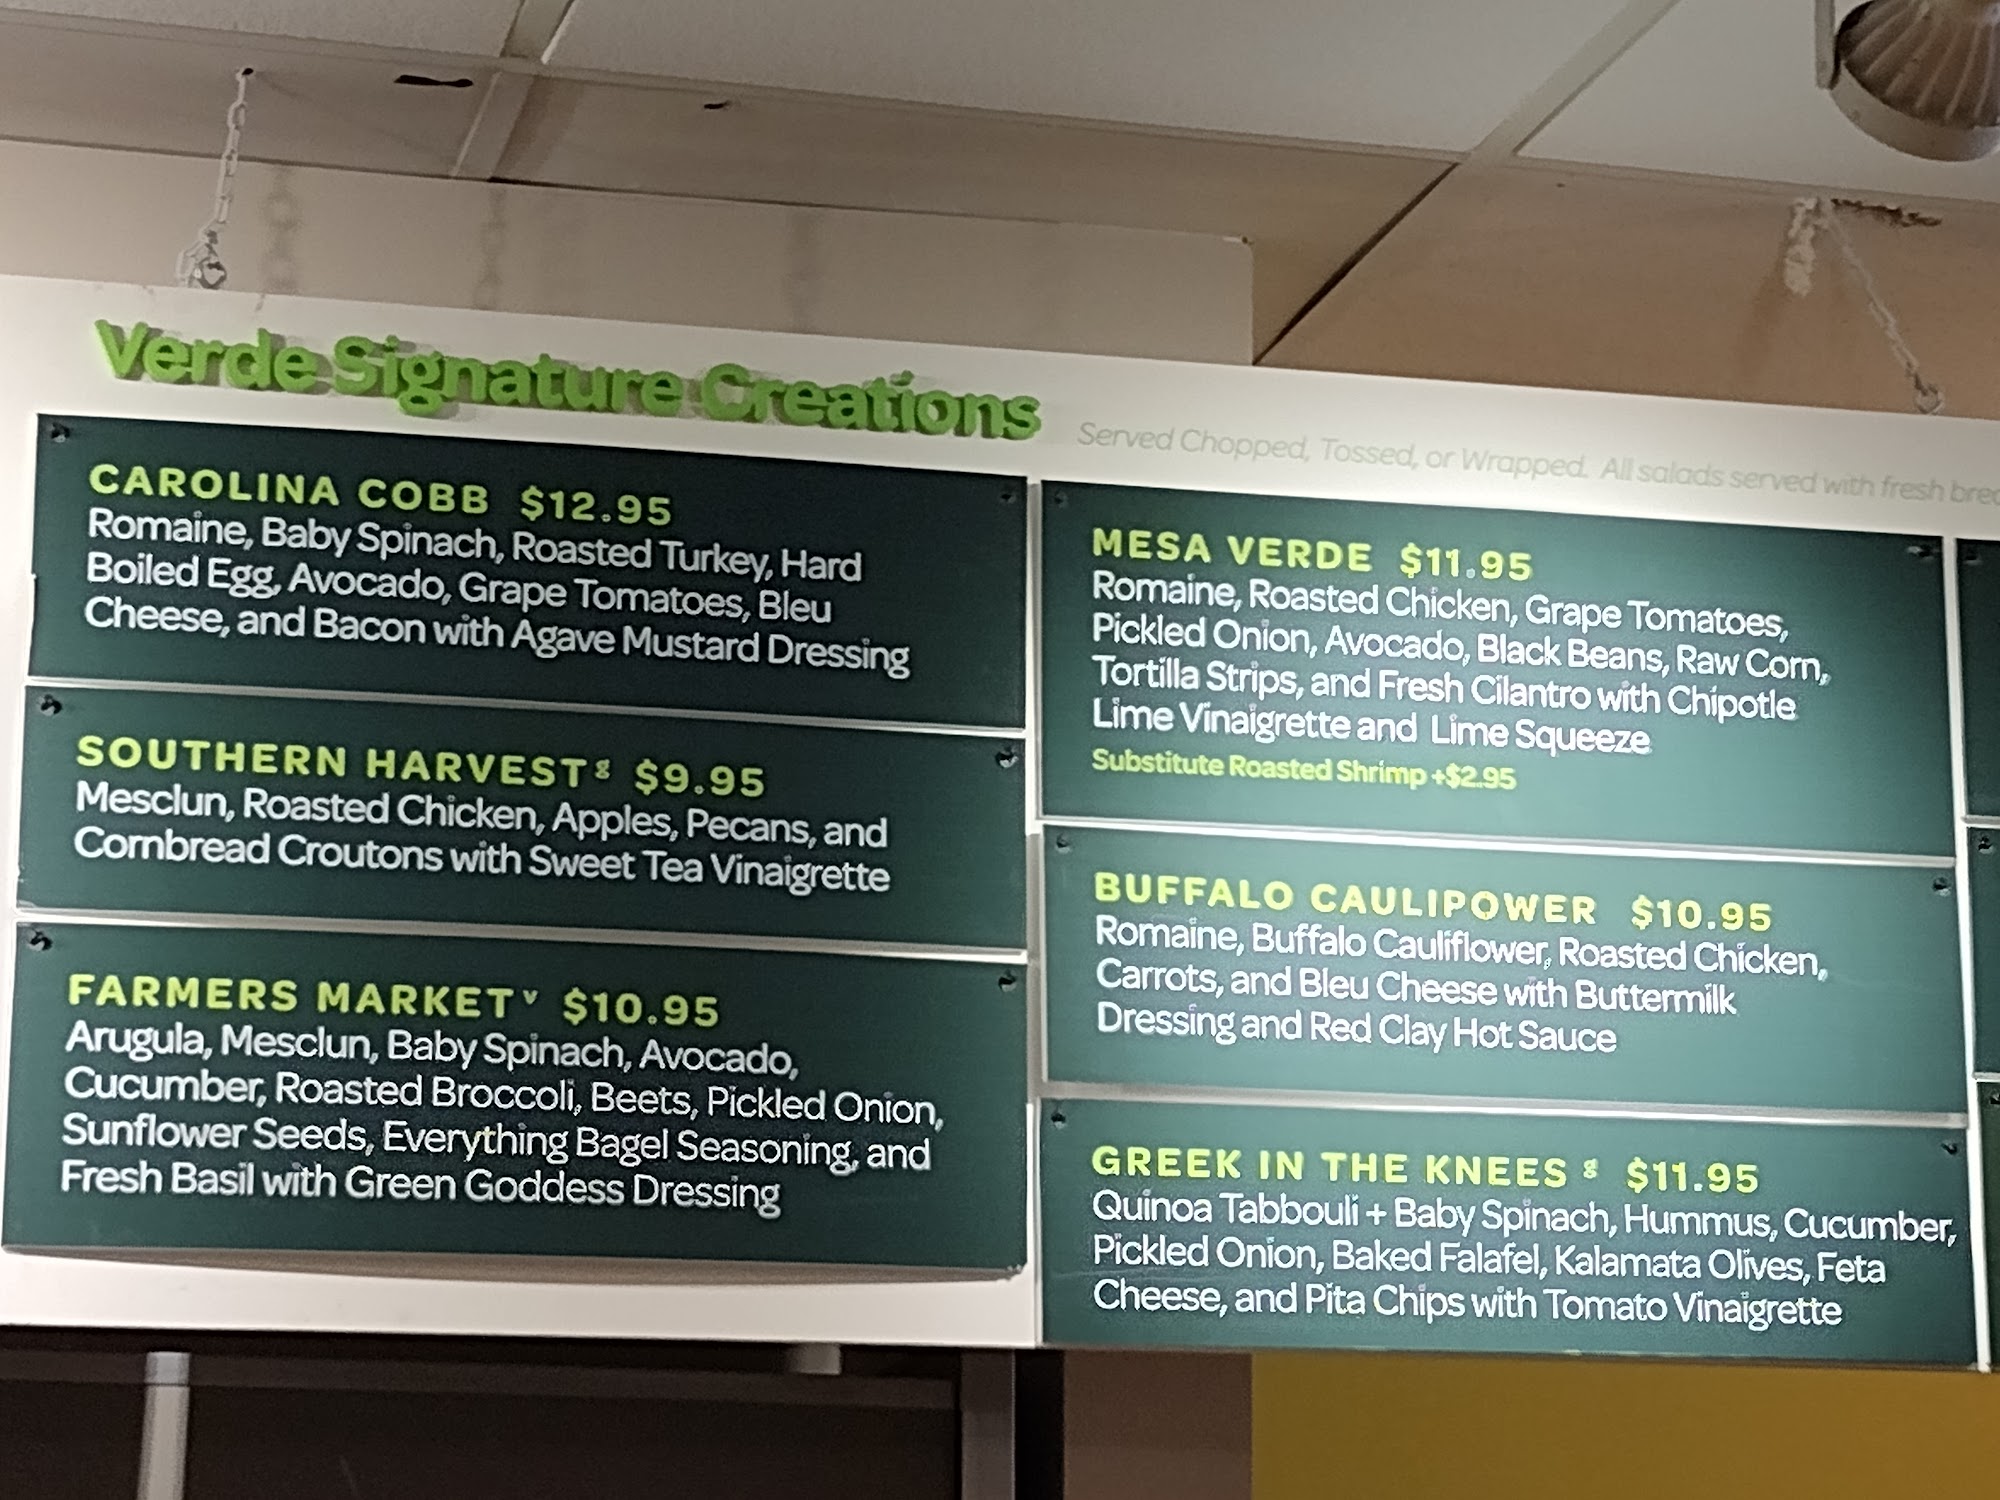 Verde Signature Creations
Served Chopped, Tossed, or Wrapped. All salads served with fresh
CAROLINA COBB $12.95
Romaine, Baby Spinach, Roasted Turkey, Hard
Boiled Egg, Avocado, Grape Tomatoes, Bleu
Cheese, and Bacon with Agave Mustard Dressing
SOUTHERN HARVEST g $9.95
Mesclun, Roasted Chicken, Apples, Pecans, and
Cornbread Croutons with Sweet Tea Vinaigrette
FARMERS MARKET v $10.95
Arugula, Mesclun, Baby Spinach, Avocado,
Cucumber, Roasted Broccoli, Beets, Pickled Onion,
Sunflower Seeds, Everything Bagel Seasoning, and
Fresh Basil with Green Goddess Dressing
MESA VERDE $11.95
Romaine, Roasted Chicken, Grape Tomatoes,
Pickled Onion, Avocado, Black Beans, Raw Corn,
Tortilla Strips, and Fresh Cilantro with Chipotle
Lime Vinaigrette and Lime Squeeze
Substitute Roasted Shrimp +$2.95
BUFFALO CAULIPOWER $10.95
Romaine, Buffalo Cauliflower, Roasted Chicken,
Carrots, and Bleu Cheese with Buttermilk
Dressing and Red Clay Hot Sauce
GREEK IN THE KNEES g $11.95
Quinoa Tabbouli + Baby Spinach, Hummus, Cucumber,
Pickled Onion, Baked Falafel, Kalamata Olives, Feta
Cheese, and Pita Chips with Tomato Vinaigrette